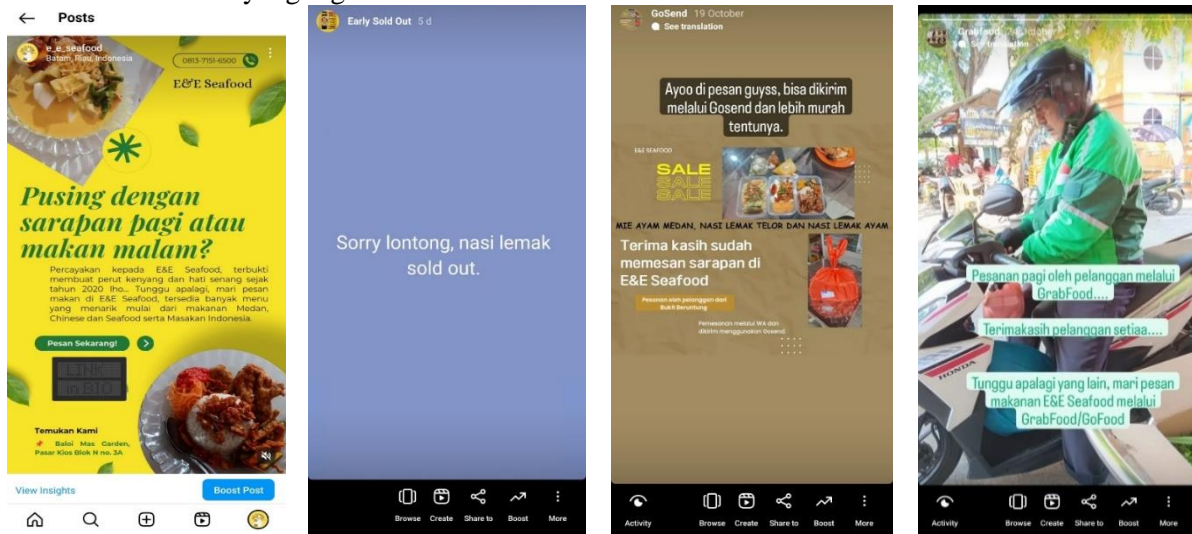 Posts
e_e_seafood
Batam, Riau, Indonesia
0813-7151-6500
E&E Seafood
Pusing dengan
sarapan pagi atau
makan malam?
Percayakan kepada E&E Seafood, terbukti
membuat perut kenyang dan hati senang sejak
tahun 2020 lho... Tunggu apalagi, mari pesan
makan di E&E Seafood, tersedia banyak menu
yang menarik mulai dari makanan Medan,
Chinese dan Seafood serta Masakan Indonesia.
Pesan Sekarang!
LINK
in BIO
Temukan Kami
Baloi Mas Garden,
Pasar Kios Blok N no. 3A
View Insights
Boost Post
Early Sold Out 5 d
Sorry lontong, nasi lemak
sold out.
Browse Create Share to Boost More
GoSend 19 October
See translation
Ayoo di pesan guyss, bisa dikirim
melalui Gosend dan lebih murah
tentunya.
E&E SEAFOOD
SALE
SALE
SALE
MIE AYAM MEDAN, NASI LEMAK TELOR DAN NASI LEMAK AYAM
Terima kasih sudah
memesan sarapan di
E&E Seafood
Pesanan oleh pelanggan dari
Bukit Beruntung
Pemesanan melalui WA dan
dikirim menggunakan Gosend
Activity Browse Create Share to Boost More
GrabFood
October
See translation
Pesanan pagi oleh pelanggan melalui
GrabFood....
Terimakasih pelanggan setiaa....
Tunggu apalagi yang lain, mari pesan
makanan E&E Seafood melalui
GrabFood/GoFood
HONDA
Activity Browse Create Share to Boost More